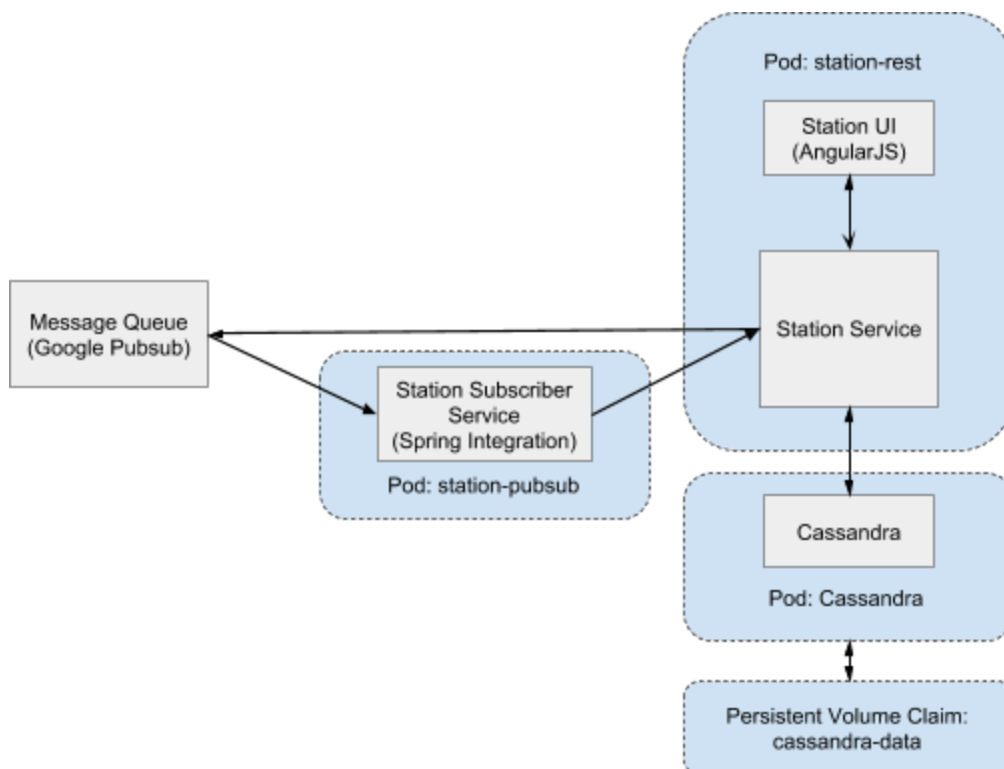 Pod: station-rest
Station UI
(AngularJS)
Station Service
Message Queue
(Google Pubsub)
Station Subscriber
Service
(Spring Integration)
Pod: station-pubsub
Cassandra
Pod: Cassandra
Persistent Volume Claim:
cassandra-data